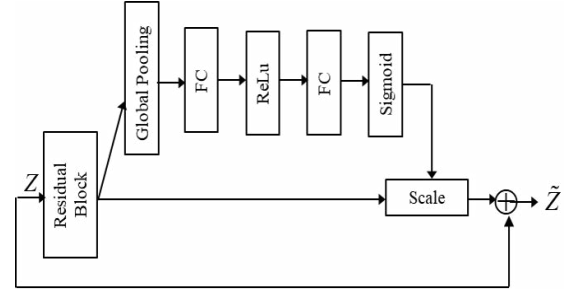 Global Pooling
FC
ReLu
FC
Sigmoid
Z
Residual
Block
Scale
Z̃